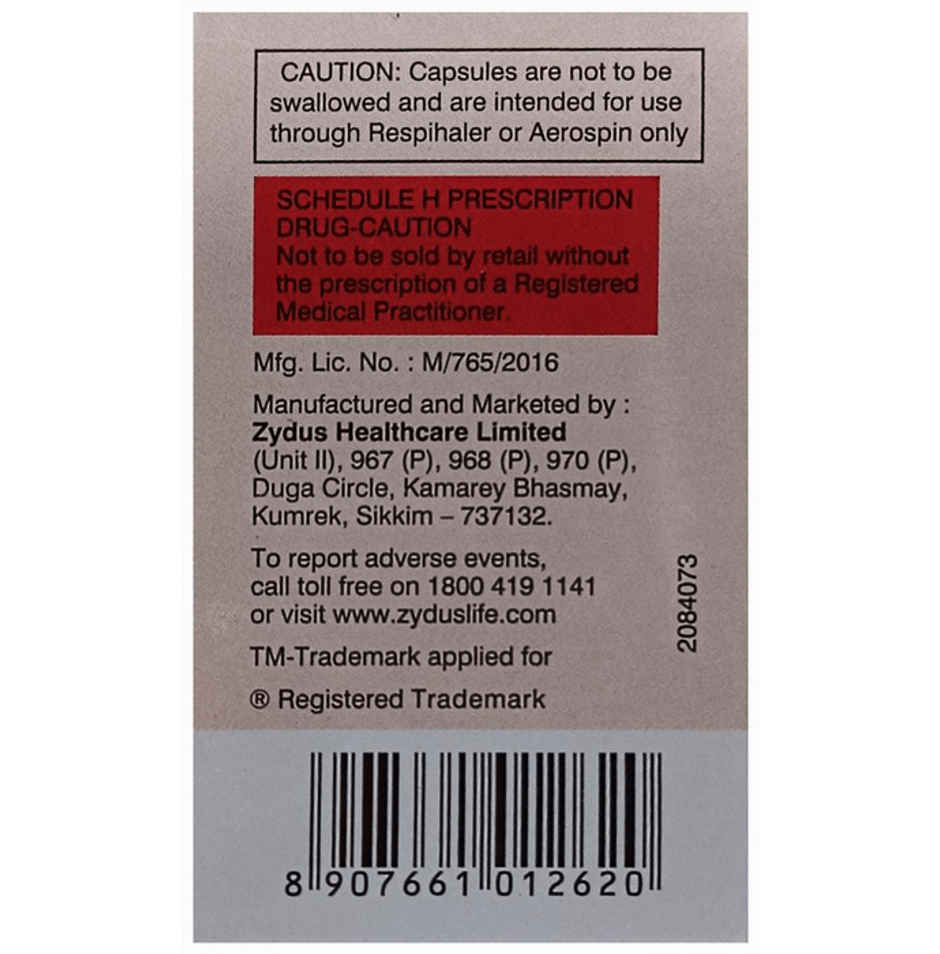 CAUTION: Capsules are not to be
swallowed and are intended for use
through Respihaler or Aerospin only
SCHEDULE H PRESCRIPTION
DRUG-CAUTION
Not to be sold by retail without
the prescription of a Registered
Medical Practitioner.
Mfg. Lic. No. : M/765/2016
Manufactured and Marketed by :
Zydus Healthcare Limited
(Unit II), 967 (P), 968 (P), 970 (P),
Duga Circle, Kamarey Bhasmay,
Kumrek, Sikkim – 737132.
To report adverse events,
call toll free on 1800 419 1141
or visit www.zyduslife.com
TM-Trademark applied for
® Registered Trademark
2084073
8 907661 012620